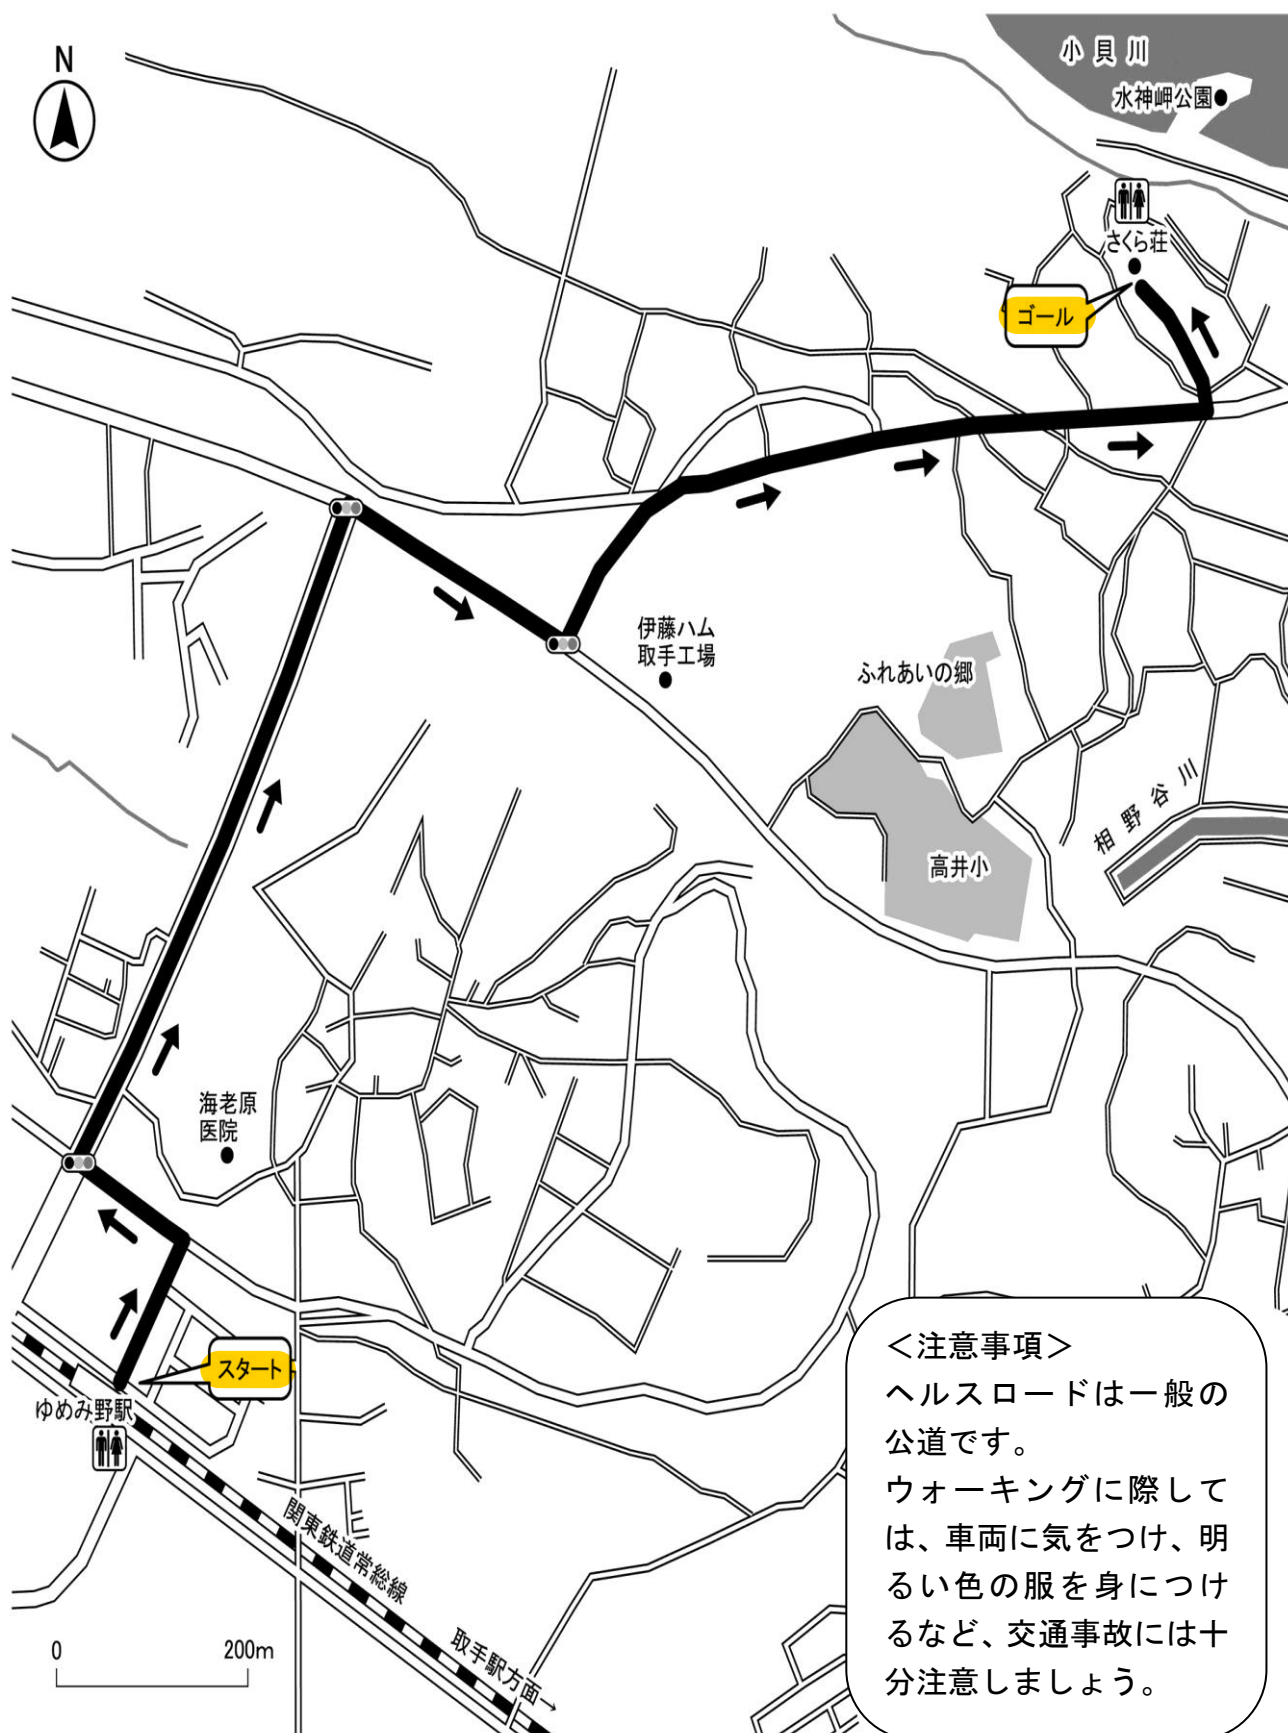 N
小貝川
水神岬公園
さくら荘
ゴール
伊藤ハム
取手工場
ふれあいの郷
相野谷川
高井小
海老原
医院
スタート
ゆめみ野駅
関東鉄道常総線
取手駅方面→
0 200m
<注意事項>
ヘルスロードは一般の
公道です。
ウォーキングに際して
は、車両に気をつけ、明
るい色の服を身につけ
るなど、交通事故には十
分注意しましょう。